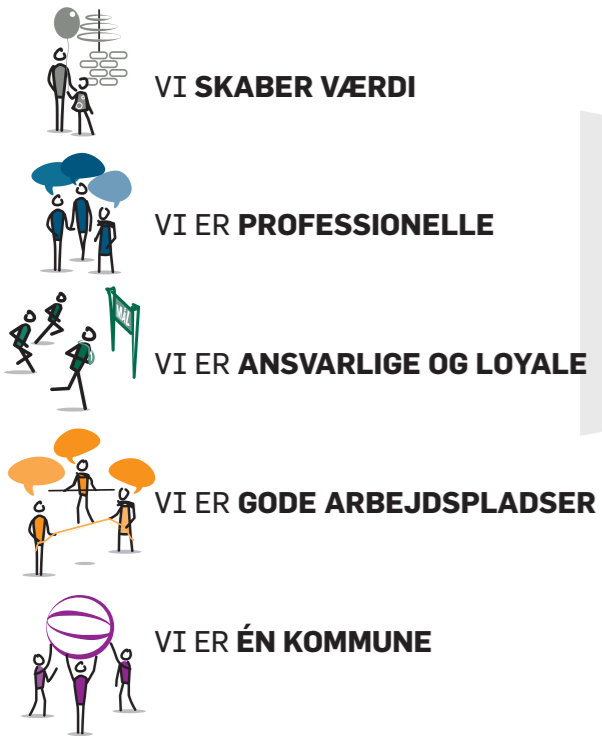 VI SKABER VÆRDI
VI ER PROFESSIONELLE
MÅL
VI ER ANSVARLIGE OG LOYALE
VI ER GODE ARBEJDSPLADSER
VI ER ÉN KOMMUNE